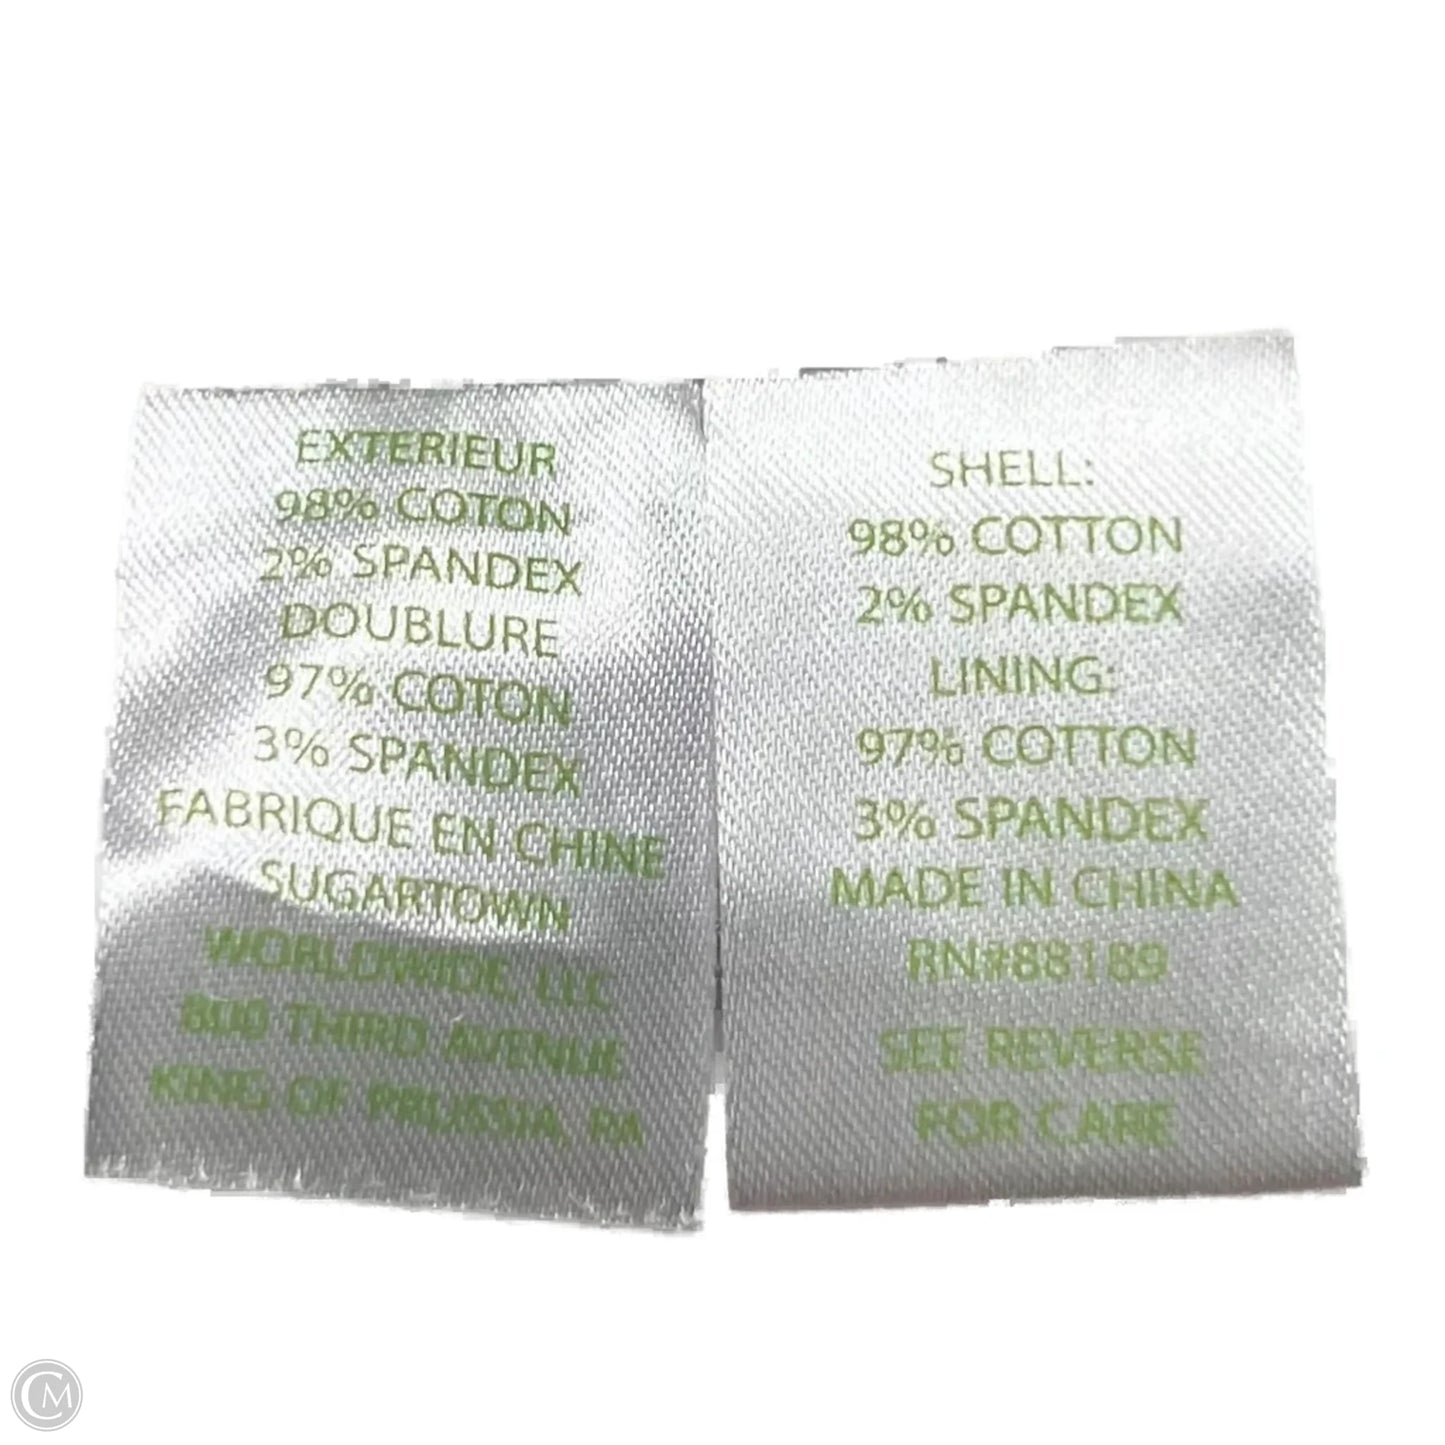 EXTERIEUR
98% COTON
2% SPANDEX
DOUBLURE
97% COTON
3% SPANDEX
FABRIQUE EN CHINE
SUGARTOWN
WORLDWIDE, LLC
800 THIRD AVENUE
KING OF PRUSSIA, PA
SHELL:
98% COTTON
2% SPANDEX
LINING:
97% COTTON
3% SPANDEX
MADE IN CHINA
RN#88189
SEE REVERSE
FOR CARE
CM